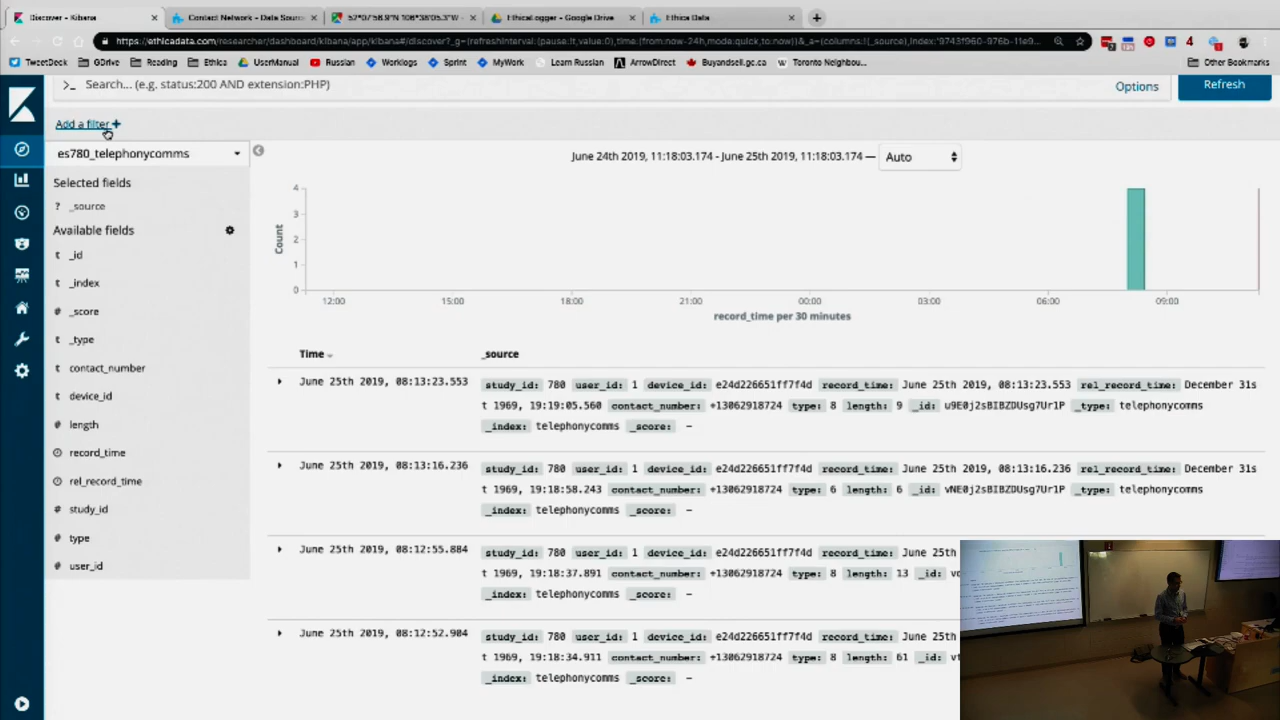 Discover - Kibana
Contact Network - Data Sourc
52°07'58.9"N 106°38'05.3"W -
EthicaLogger - Google Drive
Ethica Data
https://ethicadata.com/researcher/dashboard/kibana/app/kibana#/discover?_g=(refreshInterval:(pause:!t,value:0),time:(from:now-24h,mode:quick,to:now))&_a=(columns:!(_source),index:'9743f960-976b-11e9...
TweetDeck
GDrive
Reading
Ethica
UserManual
Russian
Worklogs
Sprint
MyWork
Learn Russian
ArrowDirect
Buyandsell.gc.ca
Toronto Neighbou...
Other Bookmarks
>_ Search... (e.g. status:200 AND extension:PHP)
Options
Refresh
Add a filter +
es780_telephonycomms
June 24th 2019, 11:18:03.174 - June 25th 2019, 11:18:03.174 —
Auto
Selected fields
? _source
Available fields
t _id
t _index
# _score
t _type
t contact_number
t device_id
# length
record_time
rel_record_time
# study_id
# type
# user_id
Count
4
3
2
1
0
12:00
15:00
18:00
21:00
00:00
03:00
06:00
09:00
record_time per 30 minutes
Time
_source
June 25th 2019, 08:13:23.553
study_id: 780 user_id: 1 device_id: e24d226651ff7f4d record_time: June 25th 2019, 08:13:23.553 rel_record_time: December 31s
t 1969, 19:19:05.560 contact_number: +13062918724 type: 8 length: 9 _id: u9E0j2sBIBZDUsg7Ur1P _type: telephonycomms
_index: telephonycomms _score: -
June 25th 2019, 08:13:16.236
study_id: 780 user_id: 1 device_id: e24d226651ff7f4d record_time: June 25th 2019, 08:13:16.236 rel_record_time: December 31s
t 1969, 19:18:58.243 contact_number: +13062918724 type: 6 length: 6 _id: vNE0j2sBIBZDUsg7Ur1P _type: telephonycomms
_index: telephonycomms _score: -
June 25th 2019, 08:12:55.884
study_id: 780 user_id: 1 device_id: e24d226651ff7f4d record_time: June 25th
t 1969, 19:18:37.891 contact_number: +13062918724 type: 8 length: 13 _id:
_index: telephonycomms _score: -
June 25th 2019, 08:12:52.904
study_id: 780 user_id: 1 device_id: e24d226651ff7f4d record_time: June 25th
t 1969, 19:18:34.911 contact_number: +13062918724 type: 8 length: 61 _id:
_index: telephonycomms _score: -